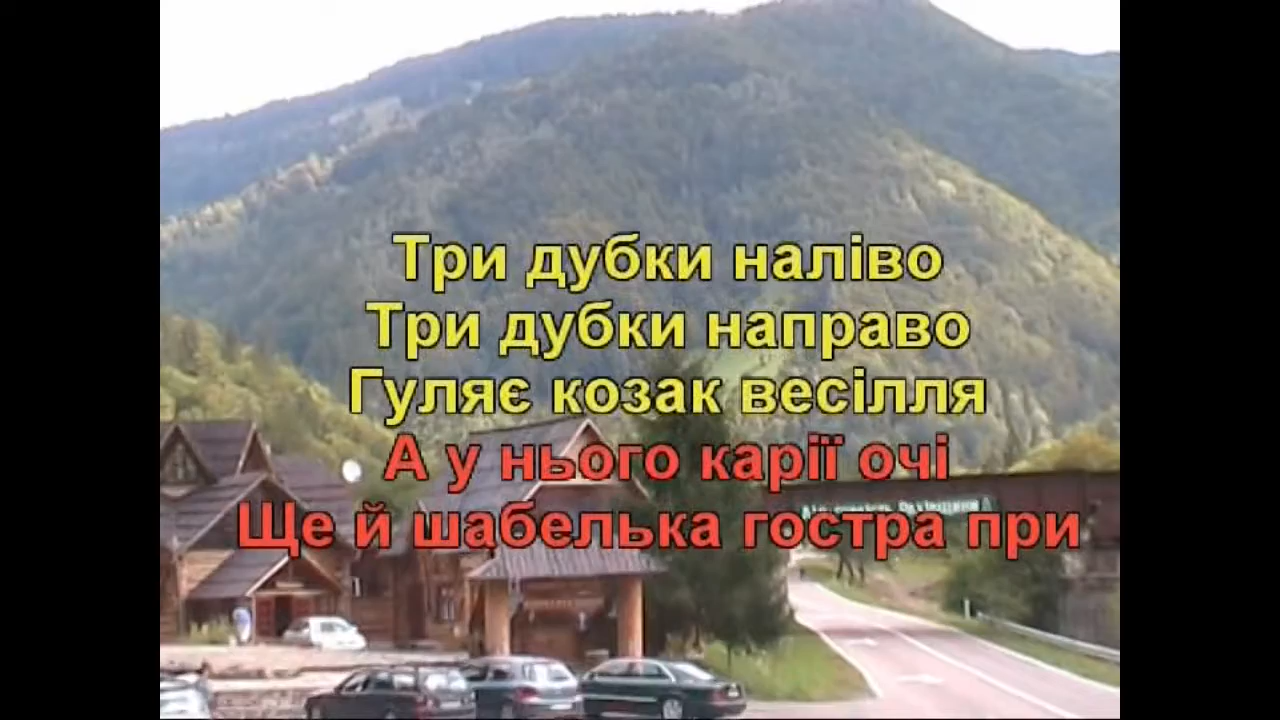 Три дубки наліво
Три дубки направо
Гуляє козак весілля
А у нього карії очі
Ще й шабелька гостра при